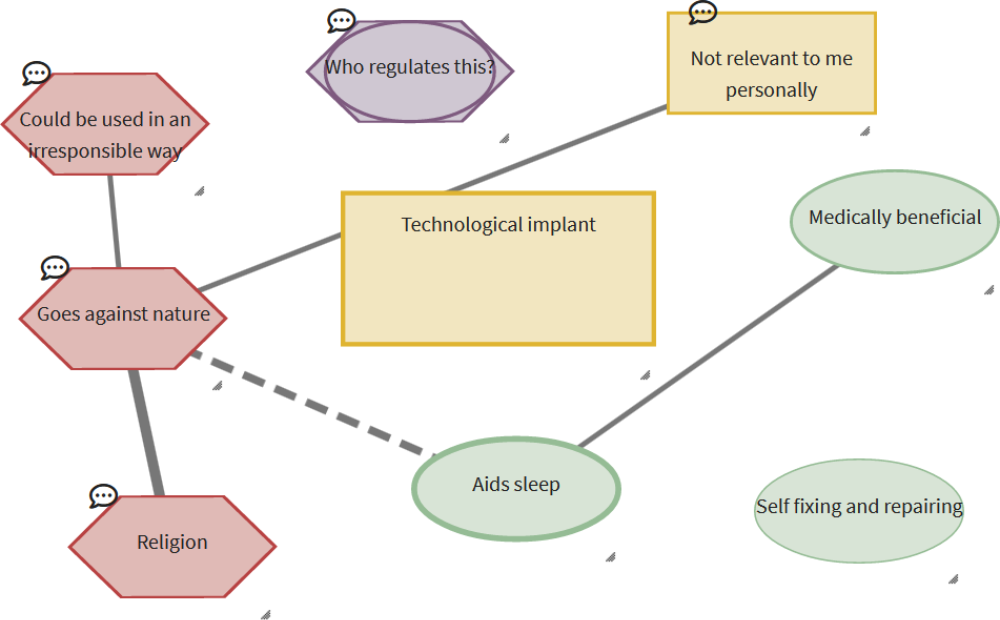 Who regulates this?
Not relevant to me
personally
Could be used in an
irresponsible way
Technological implant
Medically beneficial
Goes against nature
Aids sleep
Self fixing and repairing
Religion